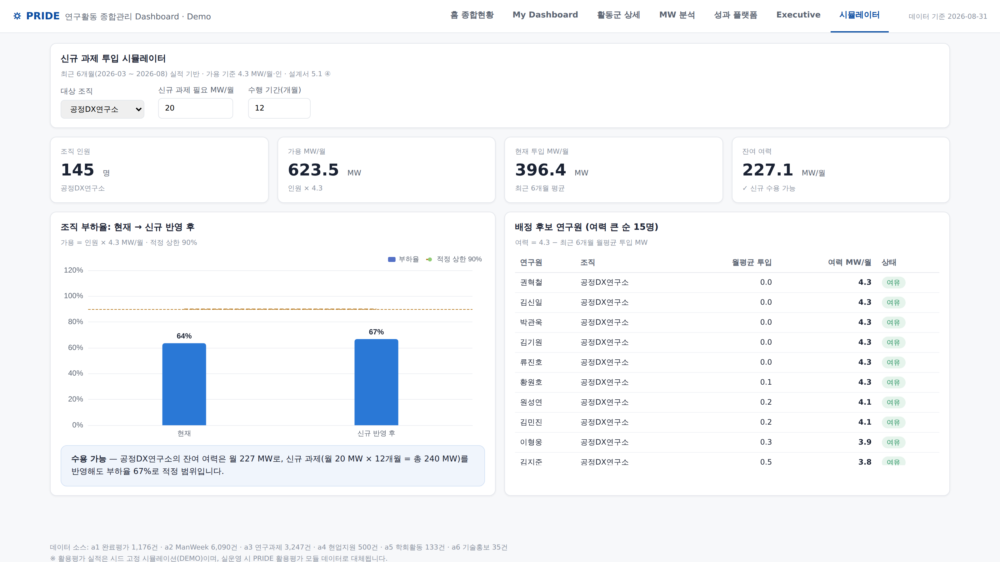 PRIDE 연구활동 종합관리 Dashboard · Demo
홈 종합현황 My Dashboard 활동군 상세 MW 분석 성과 플랫폼 Executive 시뮬레이터 데이터 기준 2026-08-31
신규 과제 투입 시뮬레이터
최근 6개월(2026-03 ~ 2026-08) 실적 기반 · 가용 기준 4.3 MW/월·인 · 설계서 5.1 ④
대상 조직 신규 과제 필요 MW/월 수행 기간(개월)
공정DX연구소 20 12
조직 인원
145 명
공정DX연구소
가용 MW/월
623.5 MW
인원 × 4.3
현재 투입 MW/월
396.4 MW
최근 6개월 평균
잔여 여력
227.1 MW/월
✓ 신규 수용 가능
조직 부하율: 현재 → 신규 반영 후
가용 = 인원 × 4.3 MW/월 · 적정 상한 90%
부하율 적정 상한 90%
120%
100%
80%
60%
40%
20%
0%
64%
67%
현재 신규 반영 후
수용 가능 — 공정DX연구소의 잔여 여력은 월 227 MW로, 신규 과제(월 20 MW × 12개월 = 총 240 MW)를
반영해도 부하율 67%로 적정 범위입니다.
배정 후보 연구원 (여력 큰 순 15명)
여력 = 4.3 − 최근 6개월 월평균 투입 MW
연구원 조직 월평균 투입 여력 MW/월 상태
권혁철 공정DX연구소 0.0 4.3 여유
김신일 공정DX연구소 0.0 4.3 여유
박관욱 공정DX연구소 0.0 4.3 여유
김기원 공정DX연구소 0.0 4.3 여유
류진호 공정DX연구소 0.0 4.3 여유
황원호 공정DX연구소 0.1 4.3 여유
원성연 공정DX연구소 0.2 4.1 여유
김민진 공정DX연구소 0.2 4.1 여유
이형웅 공정DX연구소 0.3 3.9 여유
김지준 공정DX연구소 0.5 3.8 여유
데이터 소스: a1 완료평가 1,176건 · a2 ManWeek 6,090건 · a3 연구과제 3,247건 · a4 현업지원 500건 · a5 학회활동 133건 · a6 기술홍보 35건
※ 활용평가 실적은 시드 고정 시뮬레이션(DEMO)이며, 실운영 시 PRIDE 활용평가 모듈 데이터로 대체됩니다.